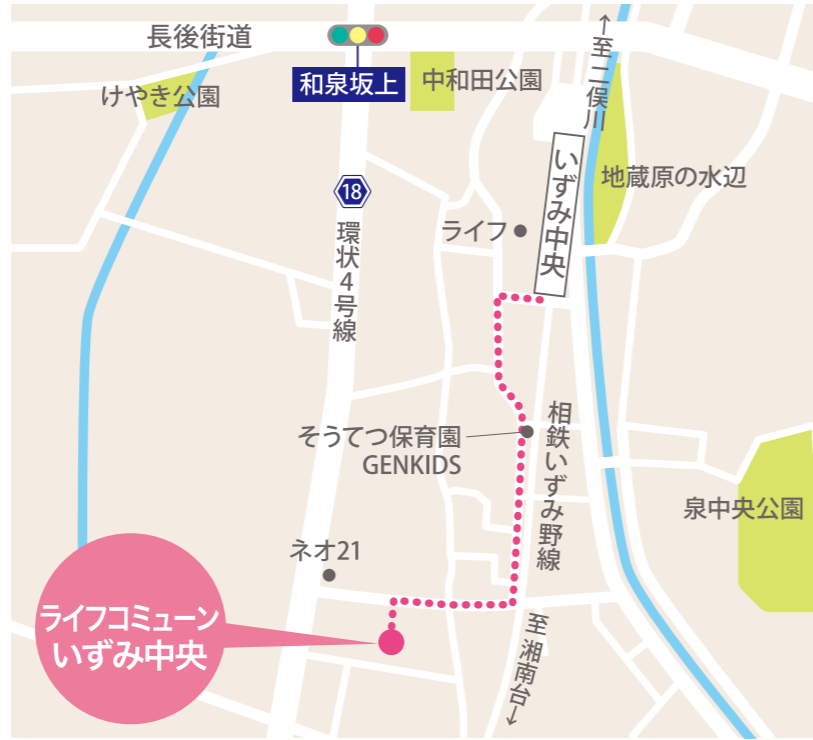 長後街道
和泉坂上
けやき公園
中和田公園
←至二俣川
地蔵原の水辺
いずみ中央
18
環状4号線
ライフ
相鉄いずみ野線
そうてつ保育園
GENKIDS
泉中央公園
ネオ21
ライフコミューン
いずみ中央
至 湘南台→